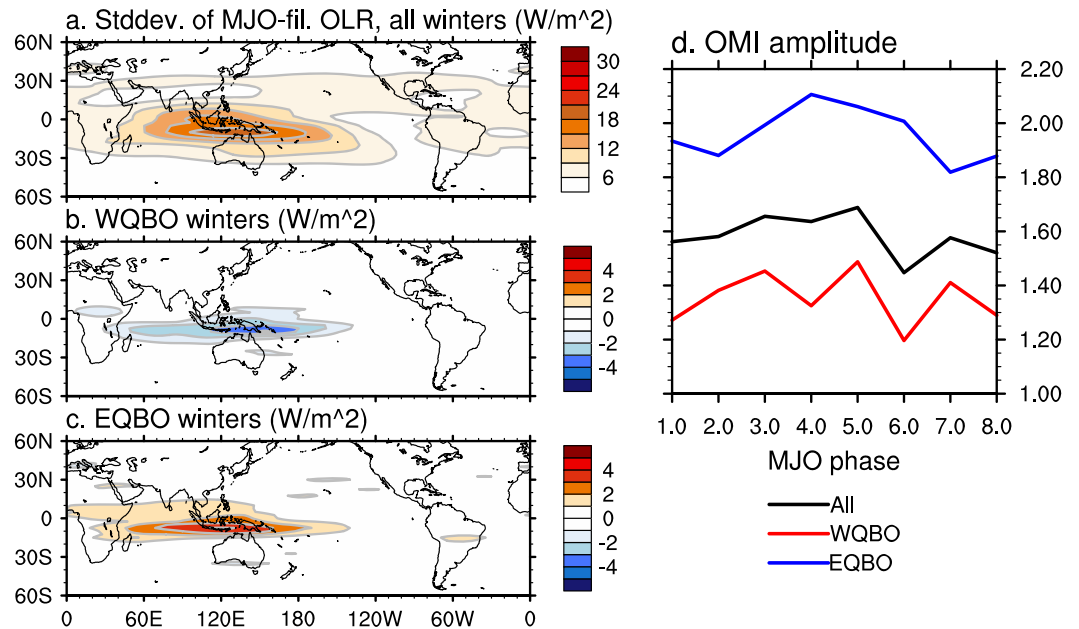 a. Stddev. of MJO-fil. OLR, all winters (W/m^2)
60N
30N
0
30S
60S
30
24
18
12
6
b. WQBO winters (W/m^2)
60N
30N
0
30S
60S
4
2
0
-2
-4
c. EQBO winters (W/m^2)
60N
30N
0
30S
60S
0
60E
120E
180
120W
60W
0
4
2
0
-2
-4
d. OMI amplitude
2.20
2.00
1.80
1.60
1.40
1.20
1.00
1.0 2.0 3.0 4.0 5.0 6.0 7.0 8.0
MJO phase
All
WQBO
EQBO